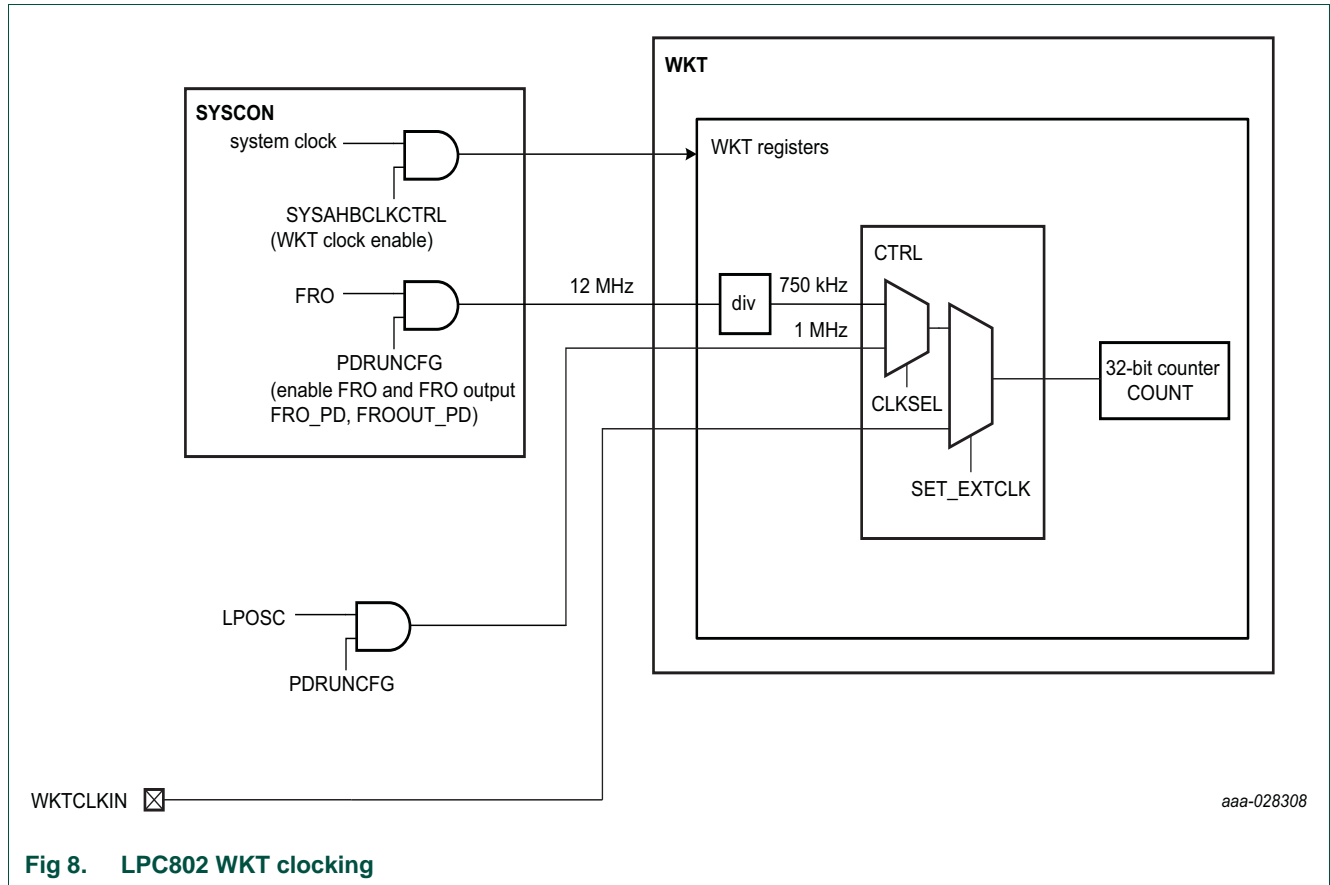 WKT
SYSCON
system clock
WKT registers
SYSAHBCLKCTRL
(WKT clock enable)
CTRL
FRO
12 MHz
div
750 kHz
1 MHz
PDRUNCFG
(enable FRO and FRO output
FRO_PD, FROOUT_PD)
32-bit counter
COUNT
CLKSEL
SET_EXTCLK
LPOSC
PDRUNCFG
WKTCLKIN
aaa-028308
Fig 8. LPC802 WKT clocking